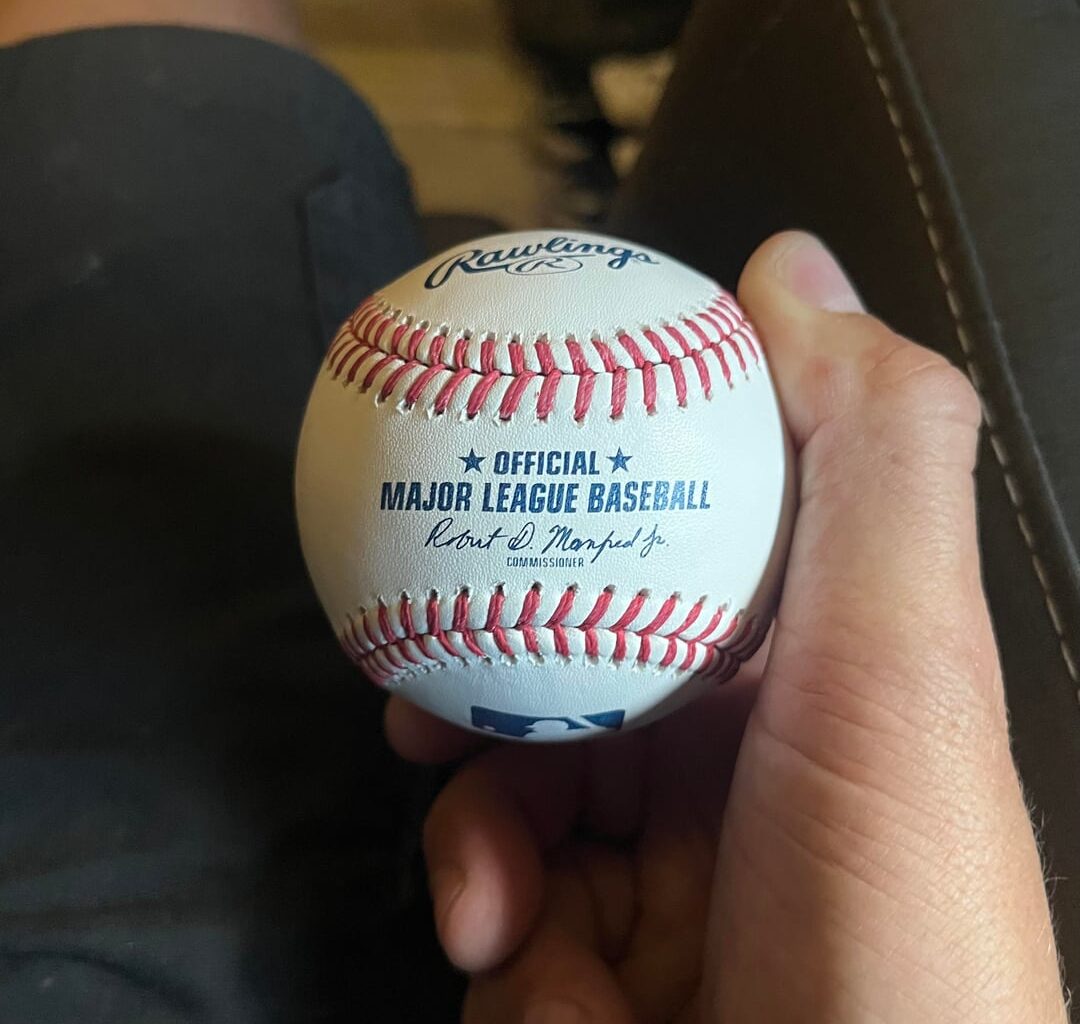 Rawlings
R
★ OFFICIAL ★
MAJOR LEAGUE BASEBALL
Robert D. Manfred Jr.
COMMISSIONER